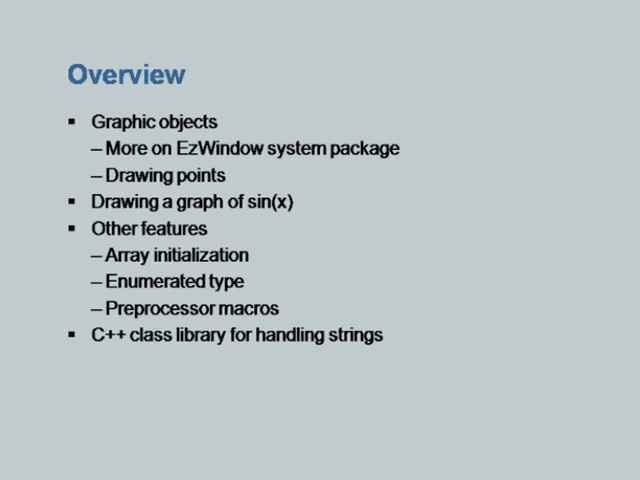 Overview
▪ Graphic objects
– More on EzWindow system package
– Drawing points
▪ Drawing a graph of sin(x)
▪ Other features
– Array initialization
– Enumerated type
– Preprocessor macros
▪ C++ class library for handling strings